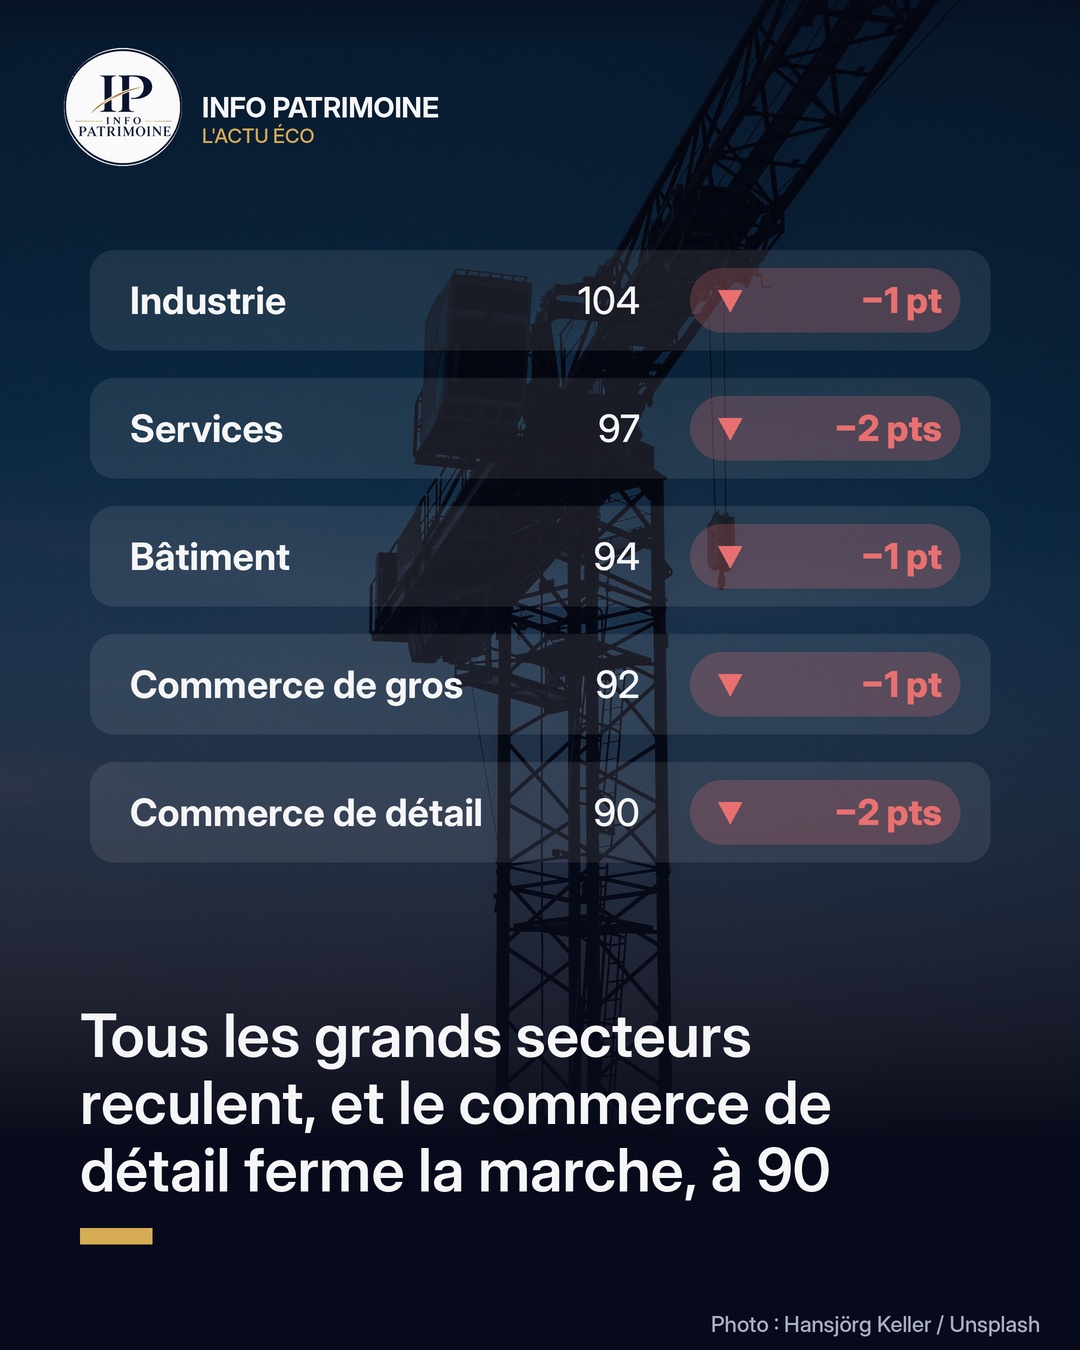 IP
INFO
PATRIMOINE
INFO PATRIMOINE
L'ACTU ÉCO
Industrie 104 ▼ −1 pt
Services 97 ▼ −2 pts
Bâtiment 94 ▼ −1 pt
Commerce de gros 92 ▼ −1 pt
Commerce de détail 90 ▼ −2 pts
Tous les grands secteurs
reculent, et le commerce de
détail ferme la marche, à 90
Photo : Hansjörg Keller / Unsplash